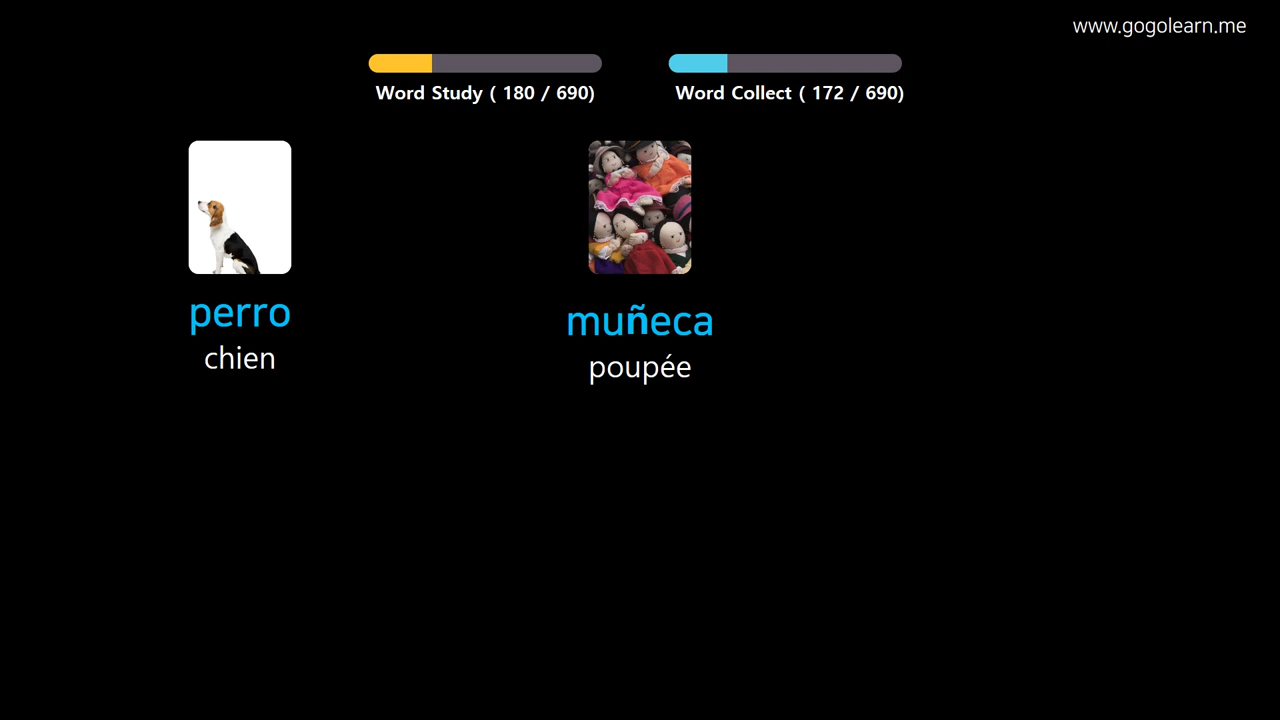 www.gogolearn.me
Word Study ( 180 / 690)
Word Collect ( 172 / 690)
perro
chien
muñeca
poupée